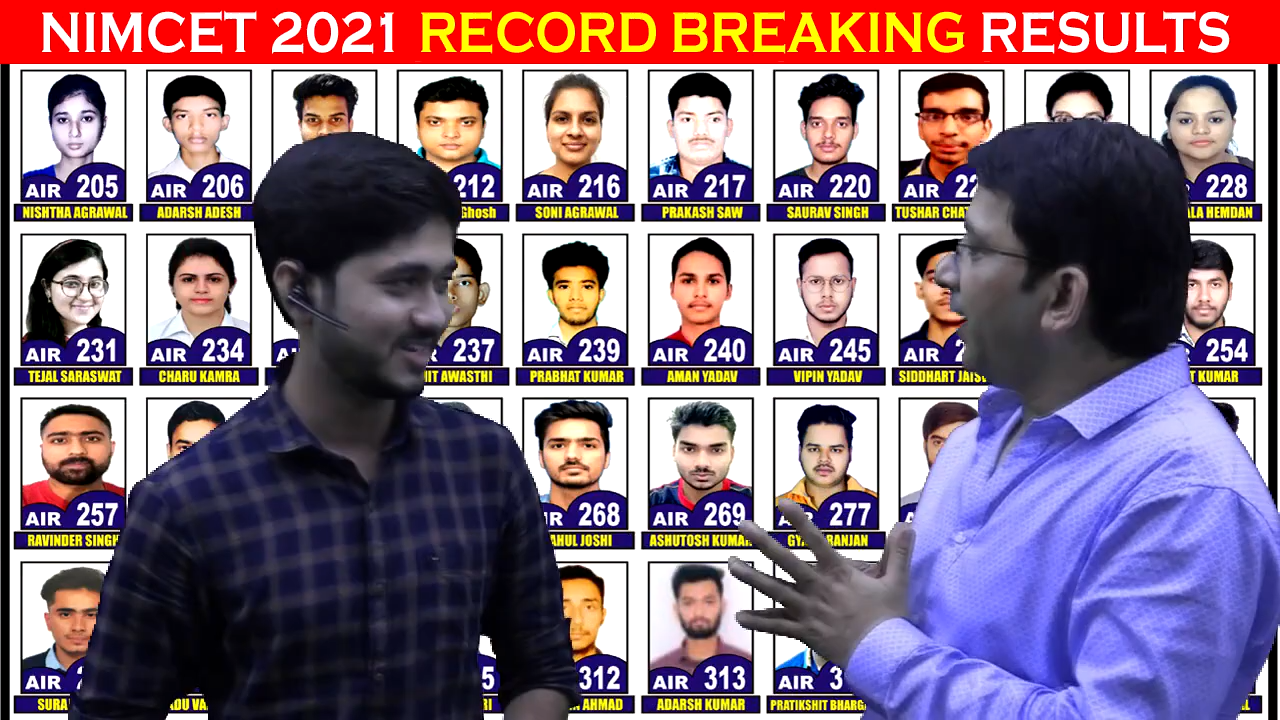 NIMCET 2021 RECORD BREAKING RESULTS
AIR 205 AIR 206 212 AIR 216 AIR 217 AIR 220 AIR 228
NISHTHA AGRAWAL ADARSH ADESH Ghosh SONI AGRAWAL PRAKASH SAW SAURAV SINGH TUSHAR HEMDAN
AIR 231 AIR 234 237 AIR 239 AIR 240 AIR 245 AIR 254
TEJAL SARASWAT CHARU KAMRA AWASTHI PRABHAT KUMAR AMAN YADAV VIPIN YADAV SIDDHART KUMAR
AIR 257 268 AIR 269 AIR 277
RAVINDER SINGH JOSHI ASHUTOSH KUMAR RANJAN
AIR 312 AIR 313 AIR
AHMAD ADARSH KUMAR PRATIKSHIT